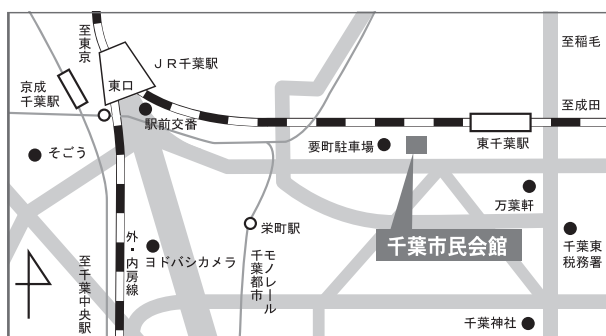 至東京
JR千葉駅
至稲毛
東口
京成
千葉駅
至成田
駅前交番
そごう
要町駐車場
東千葉駅
万葉軒
栄町駅
千葉市民会館
千葉東
税務署
外・内房線
ヨドバシカメラ
モノレール
千葉都市
至千葉中央駅
千葉神社